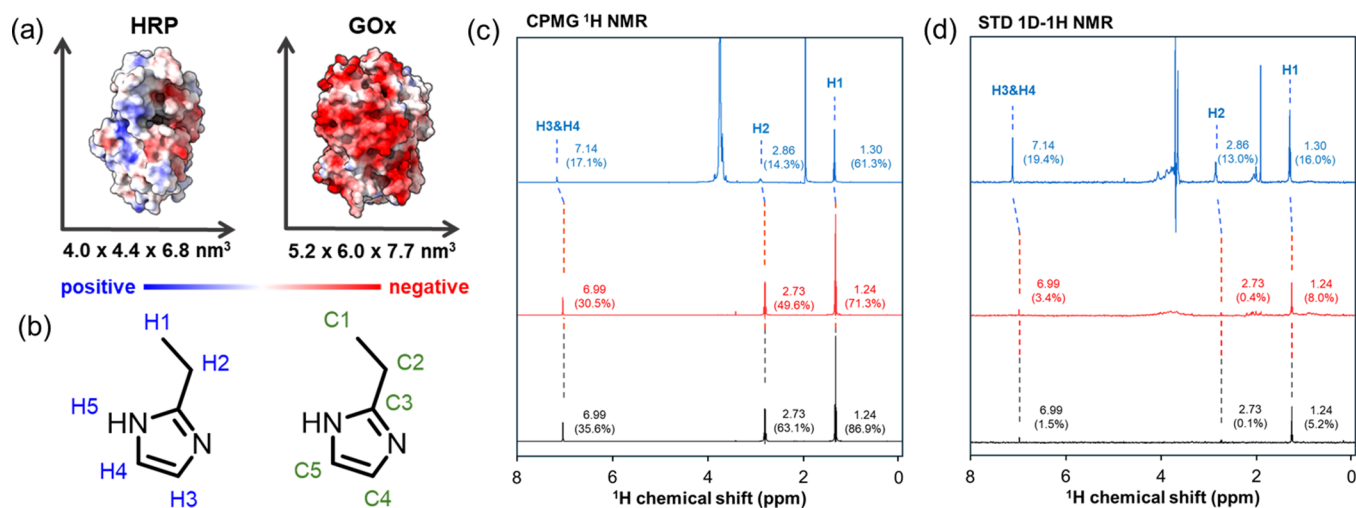 (a)
HRP
GOx
4.0 x 4.4 x 6.8 nm³
5.2 x 6.0 x 7.7 nm³
positive
negative
(b)
H1
H2
H5
HN
N
H4
H3
C1
C2
C3
HN
N
C5
C4
(c)
CPMG ¹H NMR
H3&H4
H2
H1
7.14
(17.1%)
2.86
(14.3%)
1.30
(61.3%)
6.99
(30.5%)
2.73
(49.6%)
1.24
(71.3%)
6.99
(35.6%)
2.73
(63.1%)
1.24
(86.9%)
8
6
4
2
0
¹H chemical shift (ppm)
(d)
STD 1D-1H NMR
H3&H4
H2
H1
7.14
(19.4%)
2.86
(13.0%)
1.30
(16.0%)
6.99
(3.4%)
2.73
(0.4%)
1.24
(8.0%)
6.99
(1.5%)
2.73
(0.1%)
1.24
(5.2%)
8
6
4
2
0
¹H chemical shift (ppm)